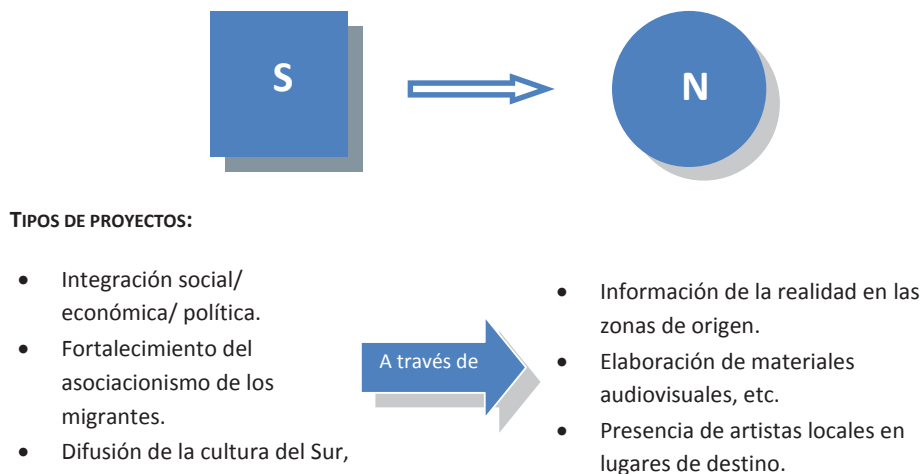 S
N
TIPOS DE PROYECTOS:
• Integración social/
económica/ política.
• Fortalecimiento del
asociacionismo de los
migrantes.
• Difusión de la cultura del Sur,
A través de
• Información de la realidad en las
zonas de origen.
• Elaboración de materiales
audiovisuales, etc.
• Presencia de artistas locales en
lugares de destino.